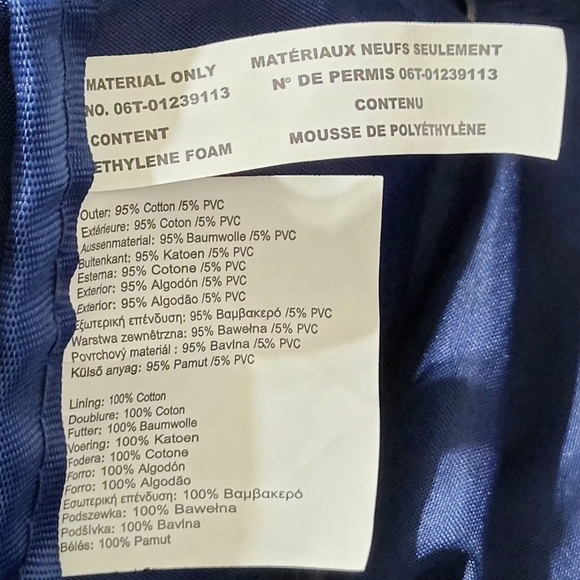 MATERIAL ONLY
NO. 06T-01239113
CONTENT
ETHYLENE FOAM
MATÉRIAUX NEUFS SEULEMENT
Nº DE PERMIS 06T-01239113
CONTENU
MOUSSE DE POLYÉTHYLÈNE
Outer: 95% Cotton /5% PVC
Extérieure: 95% Coton /5% PVC
Aussenmaterial: 95% Baumwolle /5% PVC
Buitenkant: 95% Katoen /5% PVC
Esterna: 95% Cotone /5% PVC
Exterior: 95% Algodón /5% PVC
Exterior: 95% Algodão /5% PVC
Εξωτερική επένδυση: 95% Βαμβακερό /5% PVC
Warstwa zewnętrzna: 95% Bawełna /5% PVC
Povrchový materiál : 95% Bavlna /5% PVC
Külső anyag: 95% Pamut /5% PVC
Lining: 100% Cotton
Doublure: 100% Coton
Futter: 100% Baumwolle
Voering: 100% Katoen
Fodera: 100% Cotone
Forro: 100% Algodón
Forro: 100% Algodão
Εσωτερική επένδυση: 100% Βαμβακερό
Podszewka: 100% Bawełna
Podšívka: 100% Bavlna
Bélés: 100% Pamut